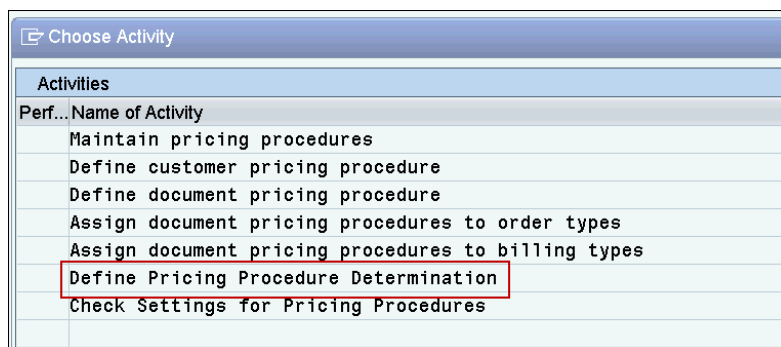 Choose Activity
Activities
Perf... Name of Activity
Maintain pricing procedures
Define customer pricing procedure
Define document pricing procedure
Assign document pricing procedures to order types
Assign document pricing procedures to billing types
Define Pricing Procedure Determination
Check Settings for Pricing Procedures